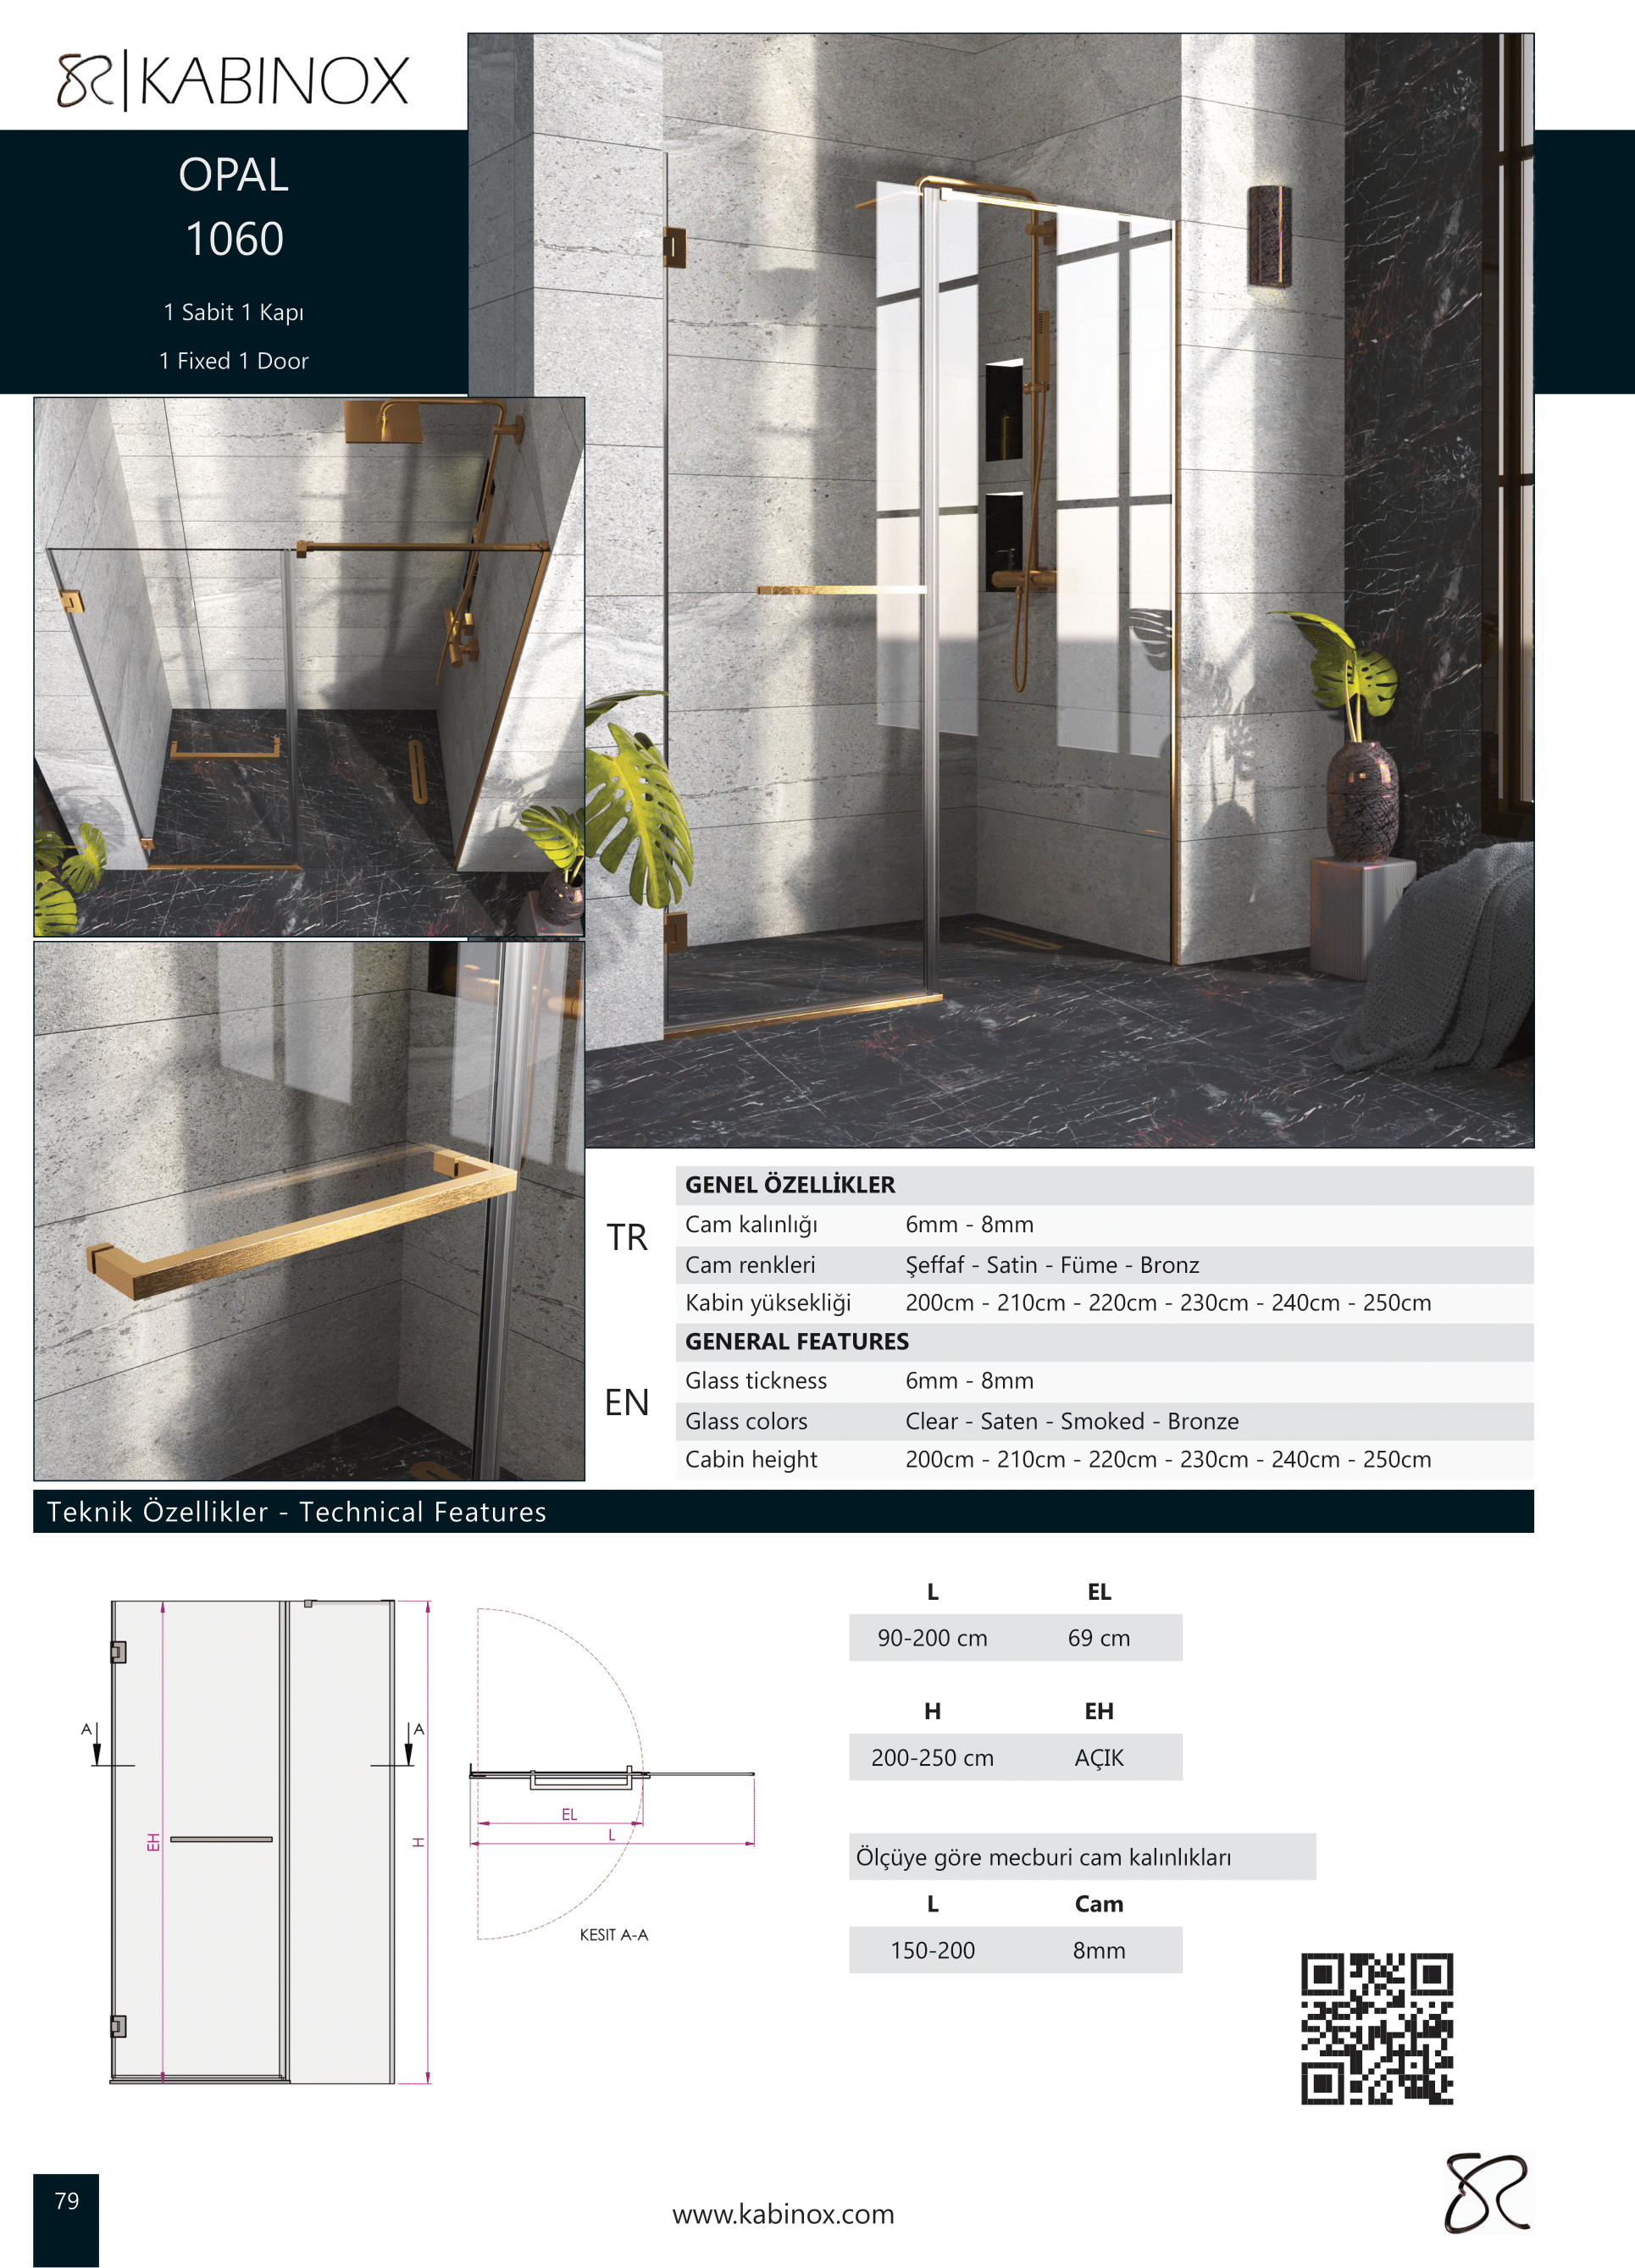 KABINOX
OPAL
1060
1 Sabit 1 Kapı
1 Fixed 1 Door
TR
GENEL ÖZELLİKLER
Cam kalınlığı 6mm - 8mm
Cam renkleri Şeffaf - Satin - Füme - Bronz
Kabin yüksekliği 200cm - 210cm - 220cm - 230cm - 240cm - 250cm
EN
GENERAL FEATURES
Glass tickness 6mm - 8mm
Glass colors Clear - Saten - Smoked - Bronze
Cabin height 200cm - 210cm - 220cm - 230cm - 240cm - 250cm
Teknik Özellikler - Technical Features
A A
EH
H
EL
L
KESIT A-A
L EL
90-200 cm 69 cm
H EH
200-250 cm AÇIK
Ölçüye göre mecburi cam kalınlıkları
L Cam
150-200 8mm
79
www.kabinox.com